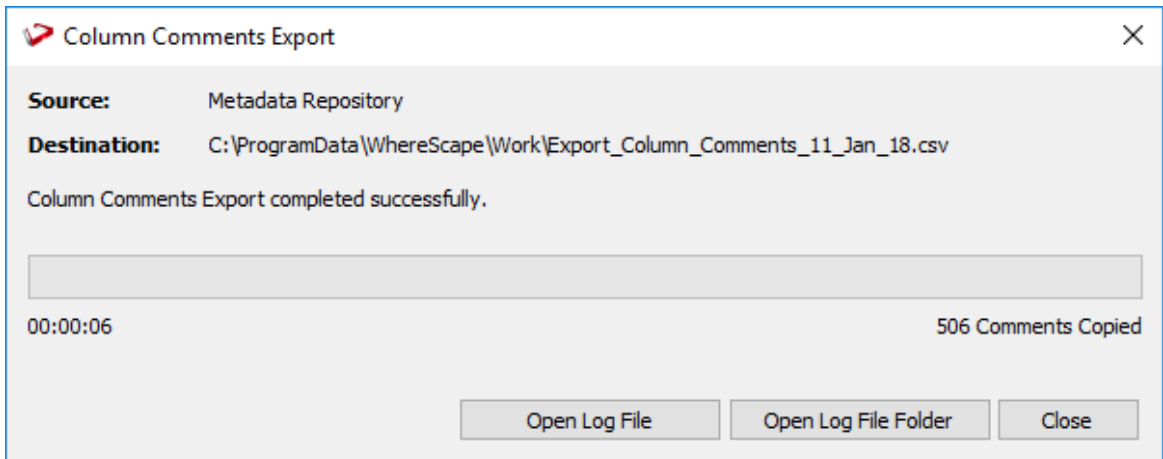 Column Comments Export
Source: Metadata Repository
Destination: C:\ProgramData\WhereScape\Work\Export_Column_Comments_11_Jan_18.csv
Column Comments Export completed successfully.
00:00:06 506 Comments Copied
Open Log File Open Log File Folder Close